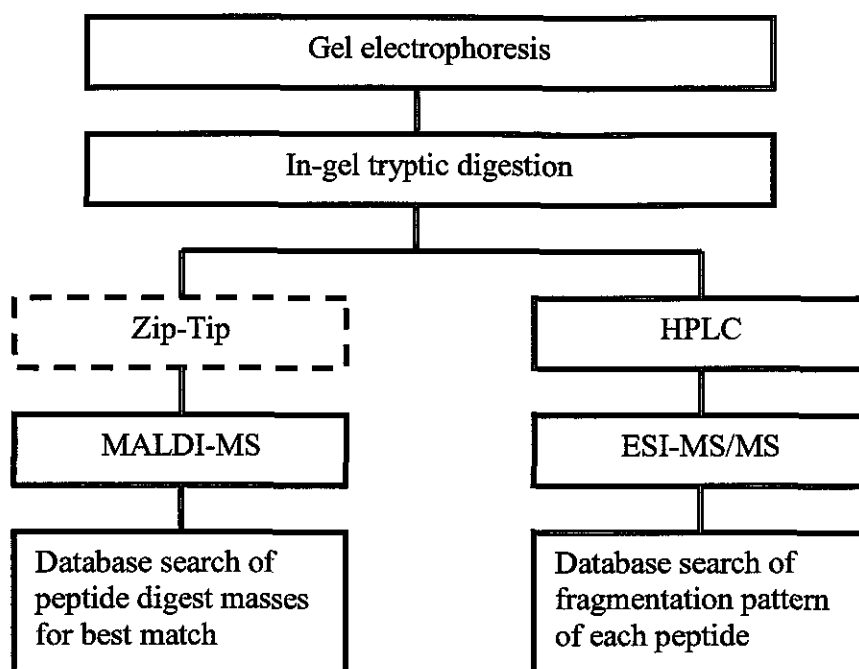 Gel electrophoresis
In-gel tryptic digestion
Zip-Tip
HPLC
MALDI-MS
ESI-MS/MS
Database search of
peptide digest masses
for best match
Database search of
fragmentation pattern
of each peptide